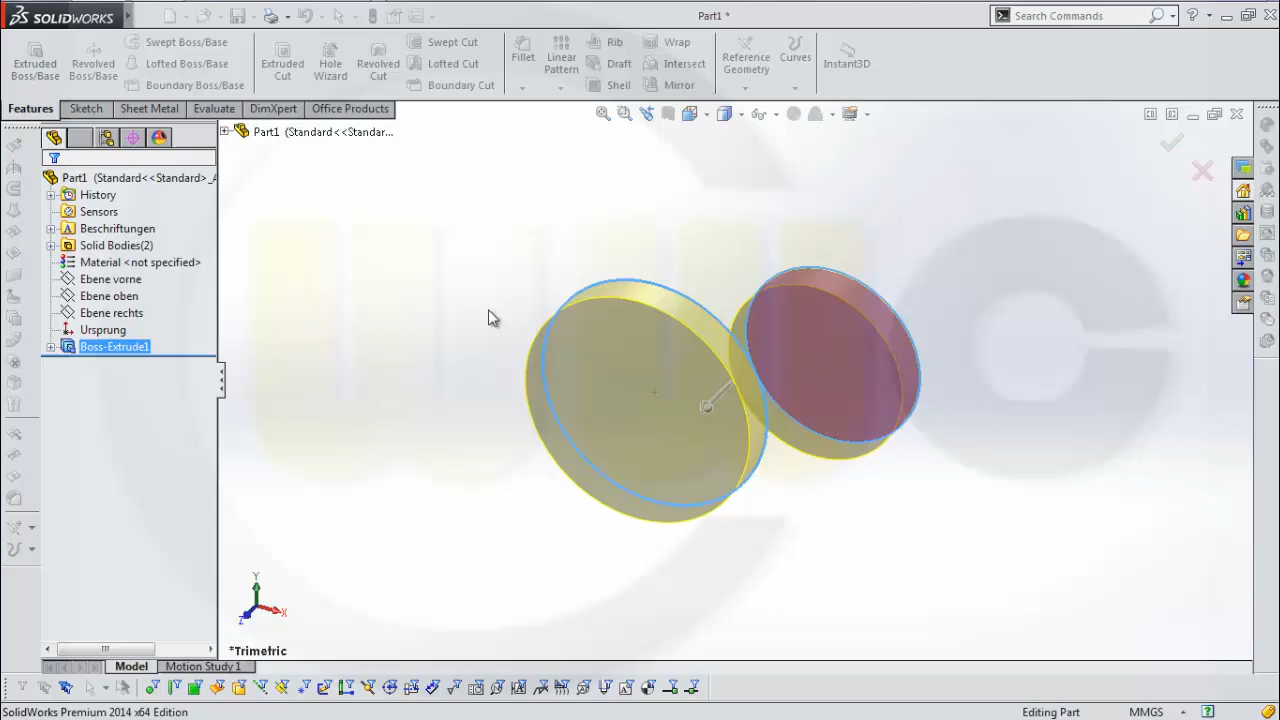 SOLIDWORKS
Part1 *
Search Commands
Extruded Boss/Base
Revolved Boss/Base
Swept Boss/Base
Lofted Boss/Base
Boundary Boss/Base
Extruded Cut
Hole Wizard
Revolved Cut
Swept Cut
Lofted Cut
Boundary Cut
Fillet
Linear Pattern
Rib
Draft
Shell
Wrap
Intersect
Mirror
Reference Geometry
Curves
Instant3D
Features
Sketch
Sheet Metal
Evaluate
DimXpert
Office Products
Part1 (Standard<<Standar...
Part1 (Standard<<Standard>_A
History
Sensors
Beschriftungen
Solid Bodies(2)
Material <not specified>
Ebene vorne
Ebene oben
Ebene rechts
Ursprung
Boss-Extrude1
Y
X
Z
*Trimetric
Model
Motion Study 1
SolidWorks Premium 2014 x64 Edition
Editing Part
MMGS